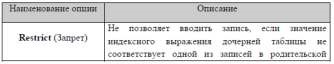 Наименование опции
Описание
Restrict (Запрет)
Не позволяет вводить запись, если значение
индексного выражения дочерней таблицы не
соответствует одной из записей в родительской